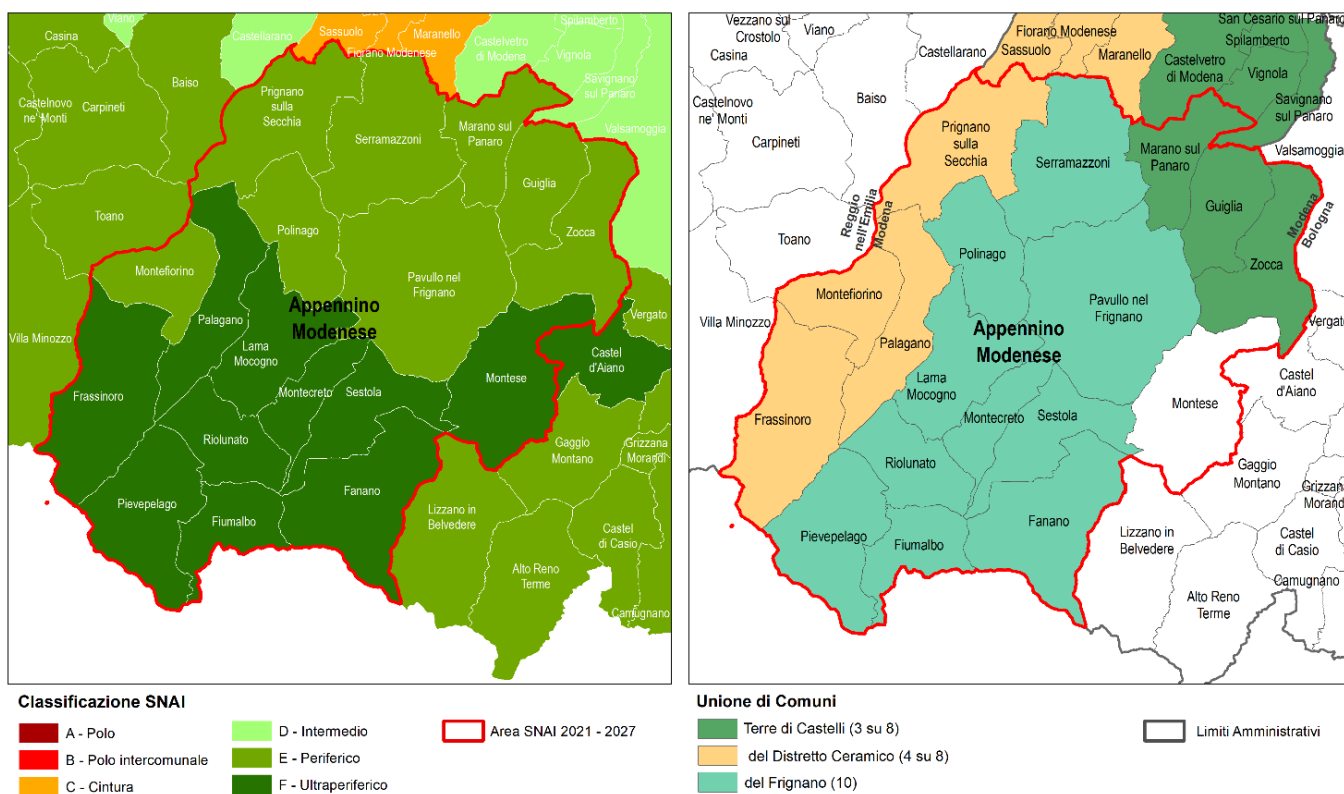 Viano
Casina
Castellarano
Sassuolo
Maranello
Fiorano Modenese
Spilamberto
Castelvetro
di Modena
Vignola
Baiso
Savignano
sul Panaro
Castelnovo
ne' Monti
Carpineti
Prignano
sulla
Secchia
Serramazzoni
Marano sul
Panaro
Valsamoggia
Guiglia
Toano
Polinago
Zocca
Montefiorino
Pavullo nel
Frignano
Appennino
Modenese
Villa Minozzo
Palagano
Vergato
Lama
Mocogno
Castel
d'Aiano
Frassinoro
Montecreto
Sestola
Montese
Riolunato
Gaggio
Montano
Grizzana
Morandi
Pievepelago
Fanano
Lizzano in
Belvedere
Fiumalbo
Castel
di Casio
Alto Reno
Terme
Camugnano
Classificazione SNAI
A - Polo
B - Polo intercomunale
C - Cintura
D - Intermedio
E - Periferico
F - Ultraperiferico
Area SNAI 2021 - 2027
Vezzano sul
Crostolo
Viano
Casina
Castellarano
Fiorano Modenese
Sassuolo
Maranello
San Cesario sul Panaro
Spilamberto
Castelvetro
di Modena
Vignola
Savignano
sul Panaro
Baiso
Castelnovo
ne' Monti
Carpineti
Prignano
sulla
Secchia
Serramazzoni
Marano sul
Panaro
Valsamoggia
Guiglia
Reggio
nell'Emilia
Modena
Modena
Bologna
Toano
Polinago
Zocca
Montefiorino
Pavullo nel
Frignano
Appennino
Modenese
Villa Minozzo
Palagano
Vergato
Lama
Mocogno
Castel
d'Aiano
Frassinoro
Montecreto
Sestola
Montese
Riolunato
Gaggio
Montano
Grizzana
Morandi
Pievepelago
Fanano
Lizzano in
Belvedere
Fiumalbo
Castel
di Casio
Camugnano
Alto Reno
Terme
Unione di Comuni
Terre di Castelli (3 su 8)
del Distretto Ceramico (4 su 8)
del Frignano (10)
Limiti Amministrativi